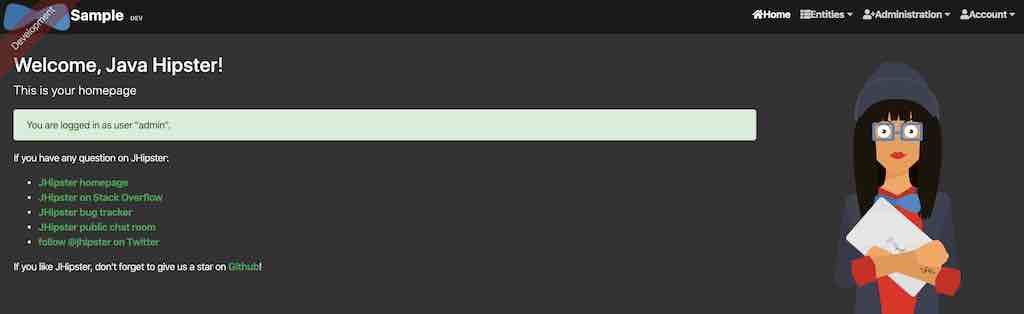 Development
Sample DEV
Home Entities Administration Account
Welcome, Java Hipster!
This is your homepage
You are logged in as user "admin".
If you have any question on JHipster:
JHipster homepage
JHipster on Stack Overflow
JHipster bug tracker
JHipster public chat room
follow @jhipster on Twitter
If you like JHipster, don't forget to give us a star on Github!